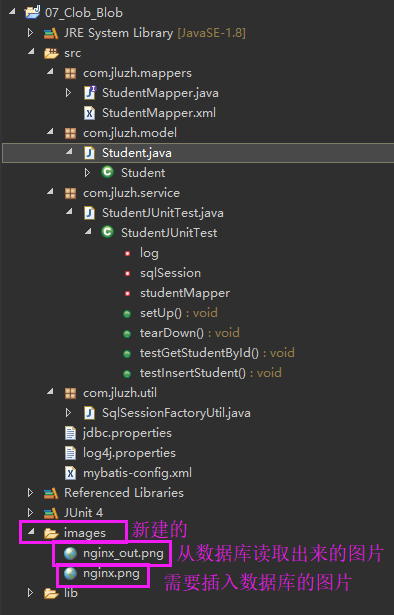 07_Clob_Blob
JRE System Library [JavaSE-1.8]
src
com.jluzh.mappers
StudentMapper.java
StudentMapper.xml
com.jluzh.model
Student.java
Student
com.jluzh.service
StudentJUnitTest.java
StudentJUnitTest
log
sqlSession
studentMapper
setUp() : void
tearDown() : void
testGetStudentById() : void
testInsertStudent() : void
com.jluzh.util
SqlSessionFactoryUtil.java
jdbc.properties
log4j.properties
mybatis-config.xml
Referenced Libraries
JUnit 4
images 新建的
nginx_out.png 从数据库读取出来的图片
nginx.png 需要插入数据库的图片
lib